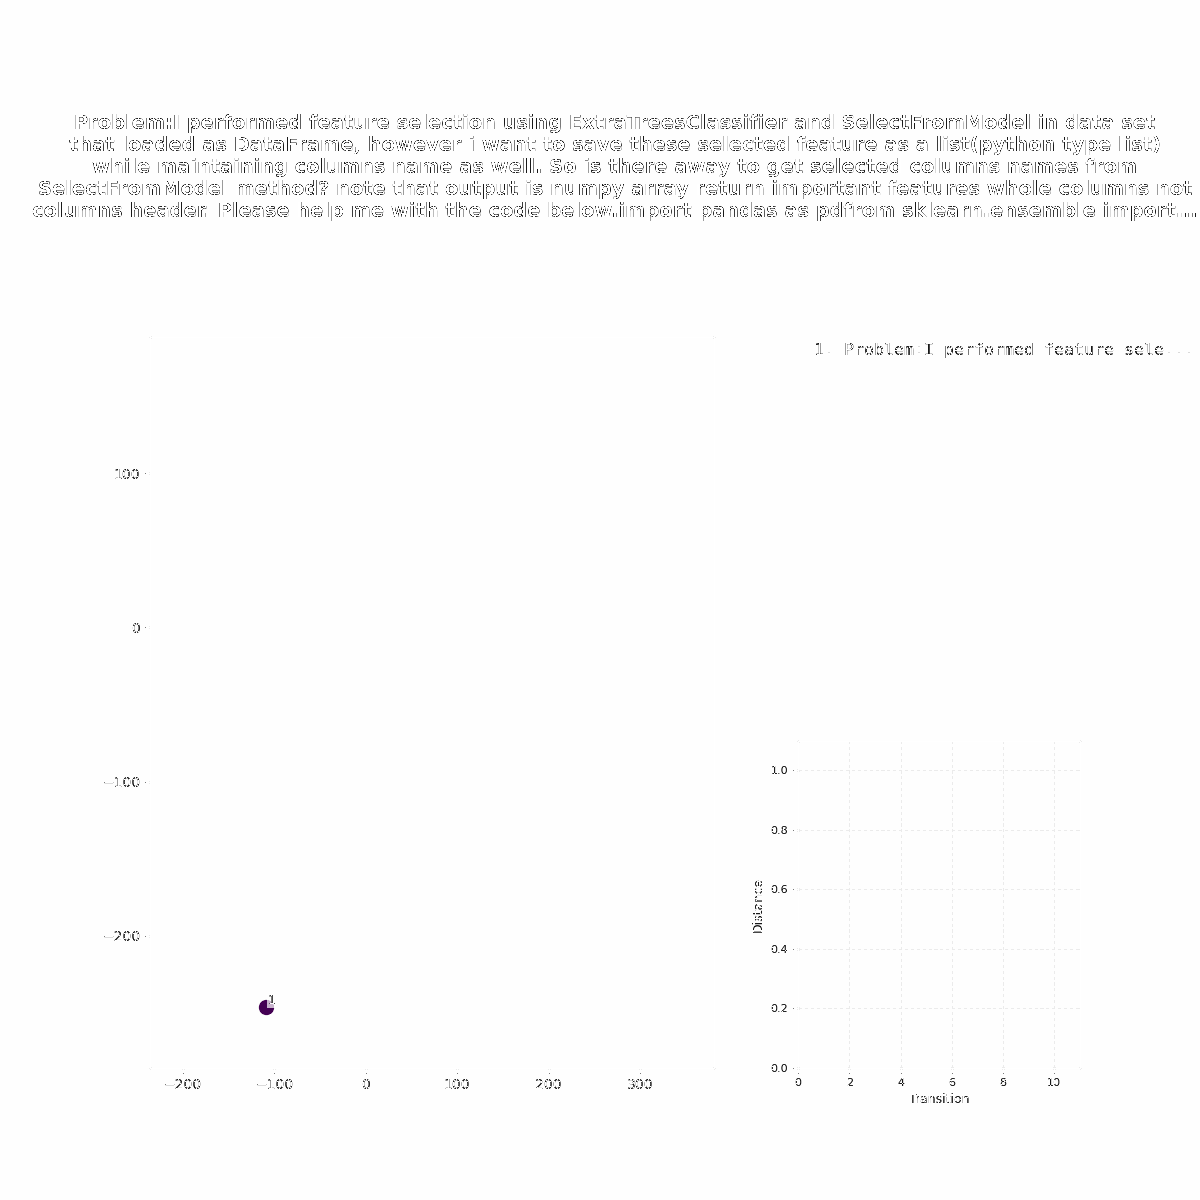 Problem:I performed feature selection using ExtraTreesClassifier and SelectFromModel in data set
that loaded as DataFrame, however i want to save these selected feature as a list(python type list)
while maintaining columns name as well. So is there away to get selected columns names from
SelectFromModel method? note that output is numpy array return important features whole columns not
columns header. Please help me with the code below.import pandas as pdfrom sklearn.ensemble import...
1. Problem:I performed feature sele...
100
0
−100
−200
1
−200 −100 0 100 200 300
1.0
0.8
0.6
0.4
0.2
0.0
Distance
0 2 4 6 8 10
Transition